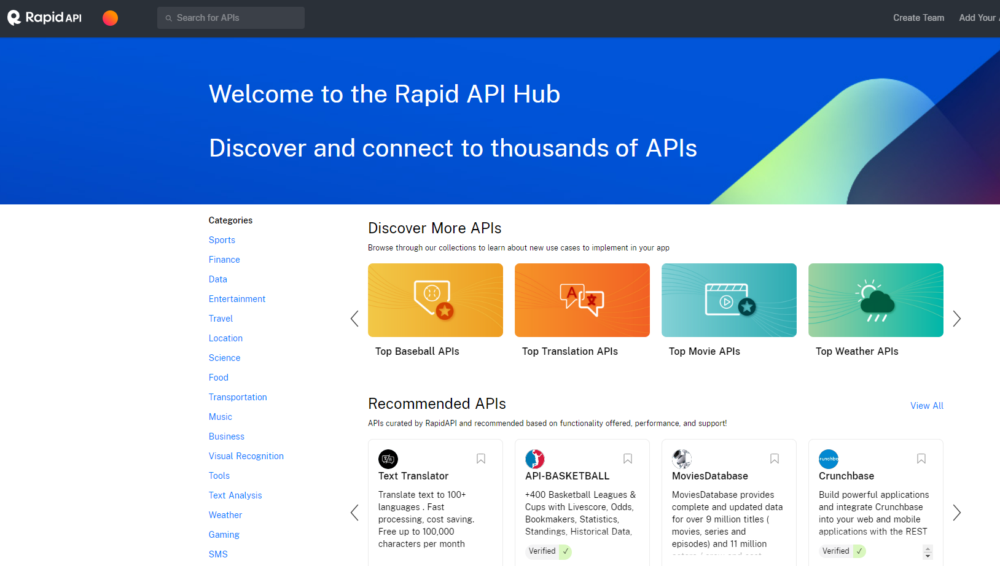 Rapid API
Search for APIs
Create Team
Add Your
Welcome to the Rapid API Hub
Discover and connect to thousands of APIs
Categories
Sports
Finance
Data
Entertainment
Travel
Location
Science
Food
Transportation
Music
Business
Visual Recognition
Tools
Text Analysis
Weather
Gaming
SMS
Discover More APIs
Browse through our collections to learn about new use cases to implement in your app
A 文
Top Baseball APIs
Top Translation APIs
Top Movie APIs
Top Weather APIs
Recommended APIs
View All
APIs curated by RapidAPI and recommended based on functionality offered, performance, and support!
Text Translator
Translate text to 100+
languages . Fast
processing, cost saving.
Free up to 100,000
characters per month
API-BASKETBALL
+400 Basketball Leagues &
Cups with Livescore, Odds,
Bookmakers, Statistics,
Standings, Historical Data,
Verified
MoviesDatabase
MoviesDatabase provides
complete and updated data
for over 9 million titles (
movies, series and
episodes) and 11 million
runchbo
Crunchbase
Build powerful applications
and integrate Crunchbase
into your web and mobile
applications with the REST
Verified